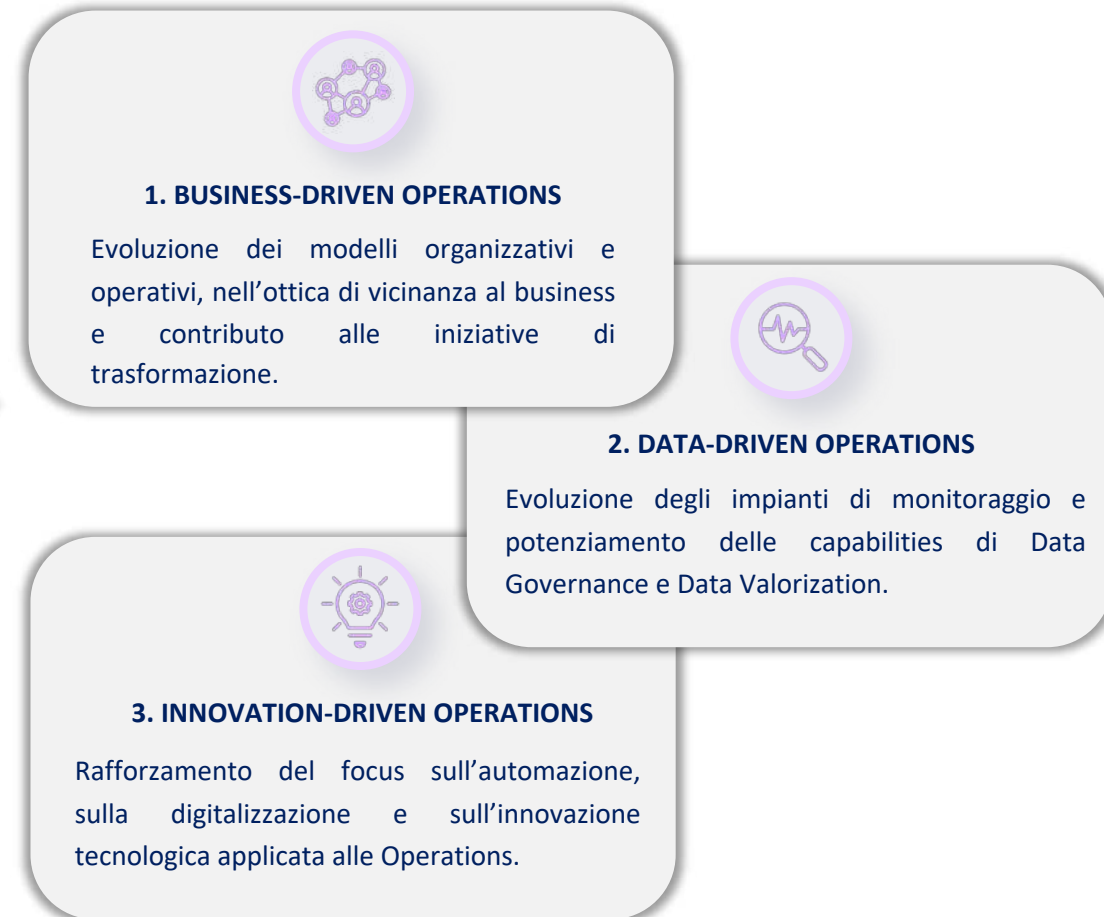 1. BUSINESS-DRIVEN OPERATIONS
Evoluzione dei modelli organizzativi e
operativi, nell’ottica di vicinanza al business
e contributo alle iniziative di
trasformazione.
2. DATA-DRIVEN OPERATIONS
Evoluzione degli impianti di monitoraggio e
potenziamento delle capabilities di Data
Governance e Data Valorization.
3. INNOVATION-DRIVEN OPERATIONS
Rafforzamento del focus sull’automazione,
sulla digitalizzazione e sull’innovazione
tecnologica applicata alle Operations.